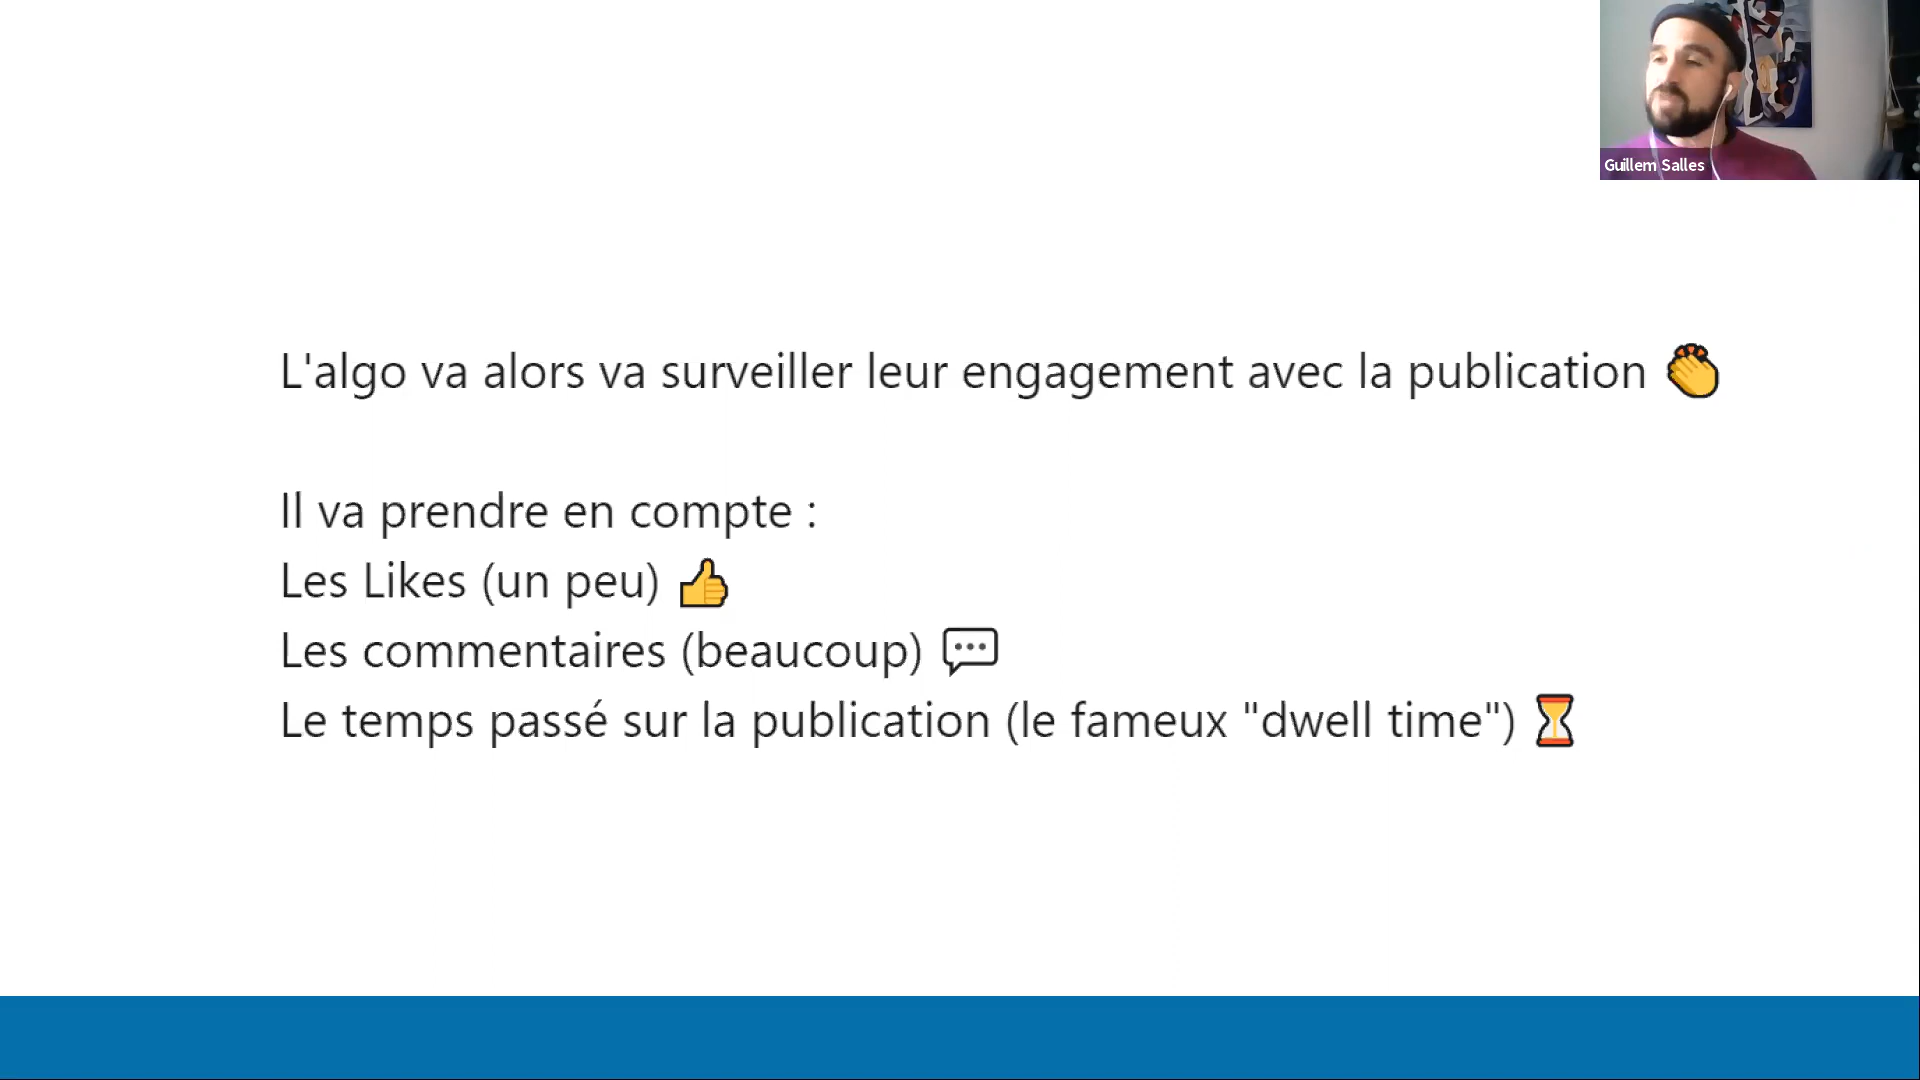 Guillem Salles
L'algo va alors va surveiller leur engagement avec la publication 👏
Il va prendre en compte :
Les Likes (un peu) 👍
Les commentaires (beaucoup) 💬
Le temps passé sur la publication (le fameux "dwell time") ⏳